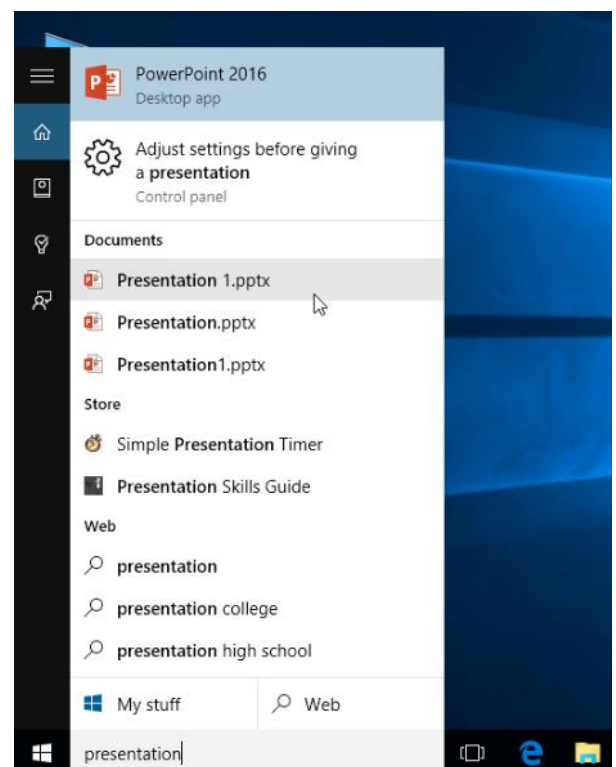 PowerPoint 2016
Desktop app
Adjust settings before giving
a presentation
Control panel
Documents
Presentation 1.pptx
Presentation.pptx
Presentation1.pptx
Store
Simple Presentation Timer
Presentation Skills Guide
Web
presentation
presentation college
presentation high school
My stuff
Web
presentation